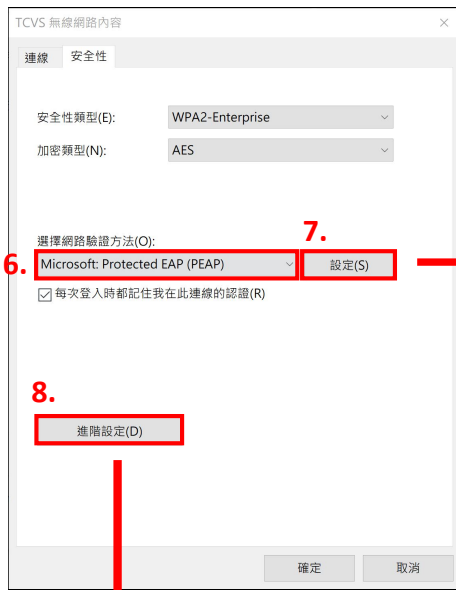 TCVS 無線網路內容
連線 安全性
安全性類型(E): WPA2-Enterprise
加密類型(N): AES
選擇網路驗證方法(O): 7.
6. Microsoft: Protected EAP (PEAP) 設定(S)
每次登入時都記住我在此連線的認證(R)
8.
進階設定(D)
確定 取消